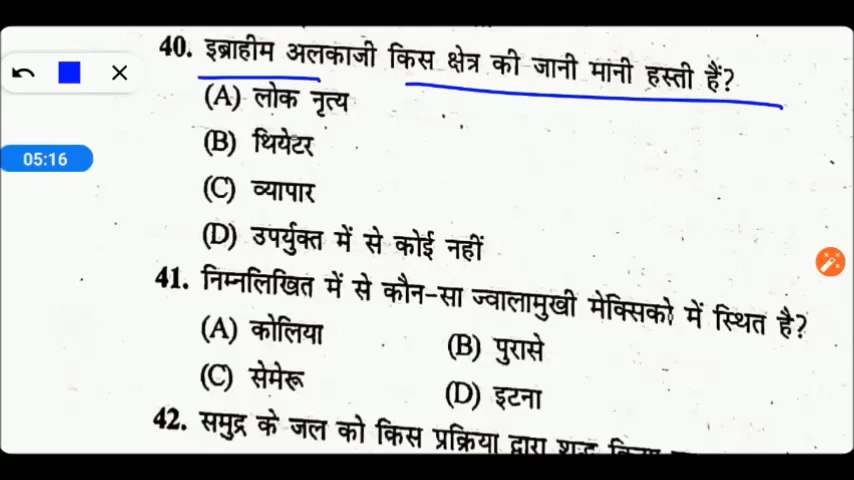 40. इब्राहीम अलकाजी किस क्षेत्र की जानी मानी हस्ती हैं?
(A) लोक नृत्य
05:16
(B) थियेटर
(C) व्यापार
(D) उपर्युक्त में से कोई नहीं
41. निम्नलिखित में से कौन-सा ज्वालामुखी मेक्सिको में स्थित है?
(A) कोलिया (B) पुरासे
(C) सेमेरू (D) इटना
42. समुद्र के जल को किस प्रक्रिया द्वारा शुद्ध